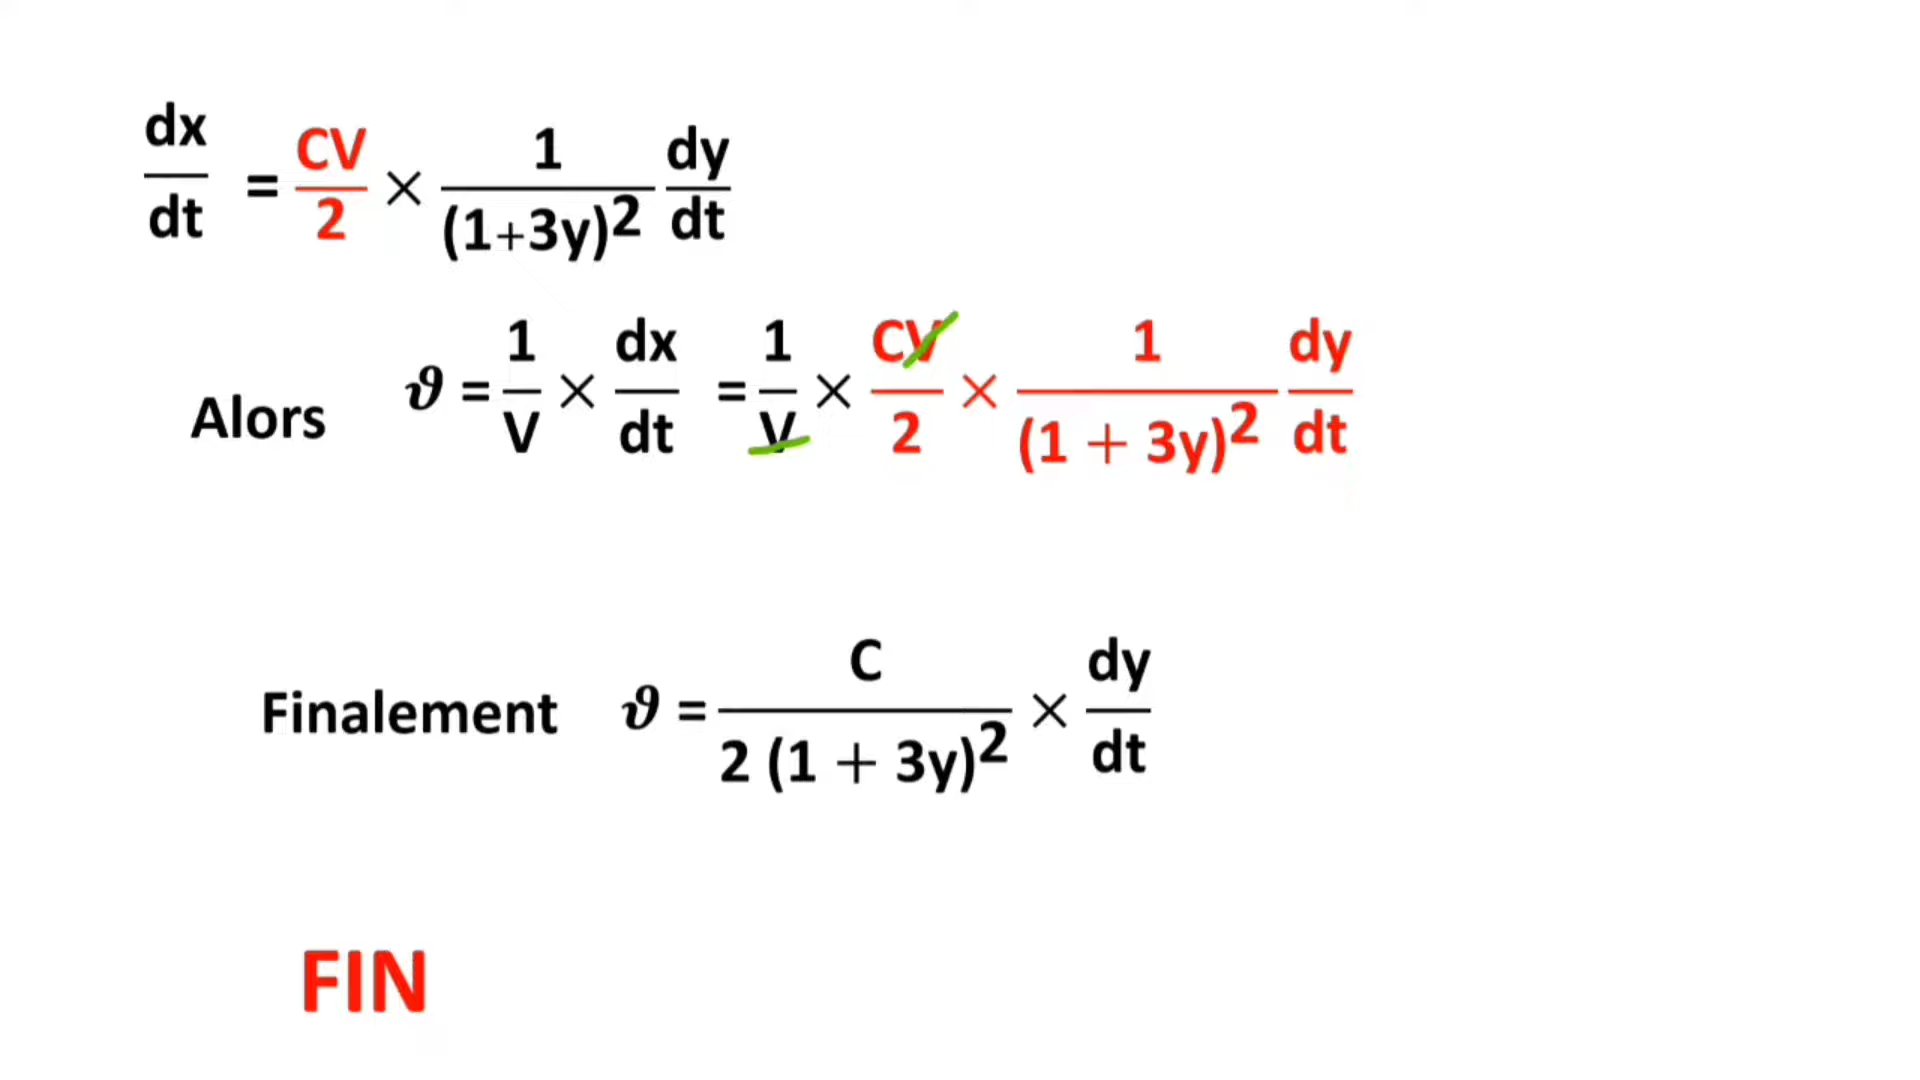 dx/dt = CV/2 × 1/(1+3y)² dy/dt
Alors ϑ = 1/V × dx/dt = 1/V × CV/2 × 1/(1 + 3y)² dy/dt
Finalement ϑ = C/2 (1 + 3y)² × dy/dt
FIN